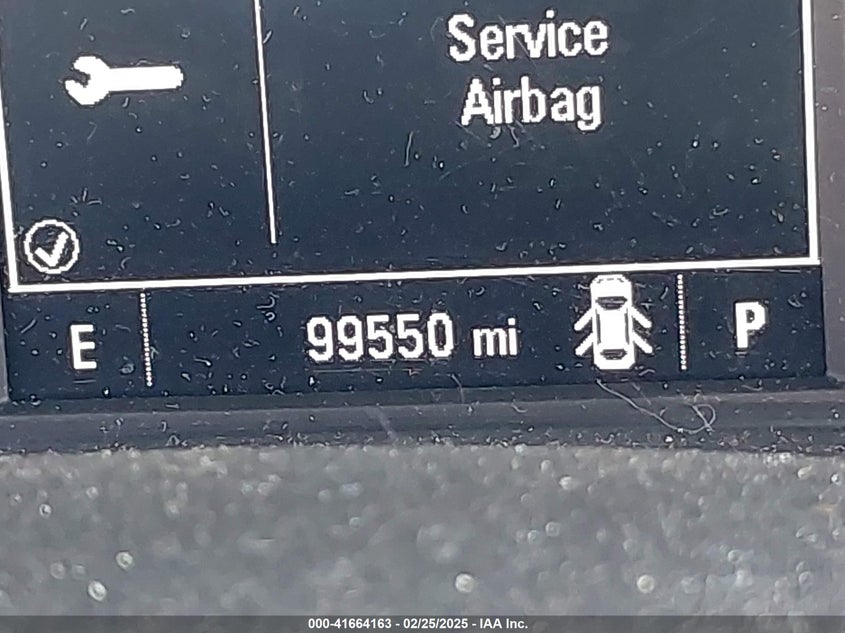 Service
Airbag
E
99550 mi
P
000-41664163 - 02/25/2025 - IAA Inc.